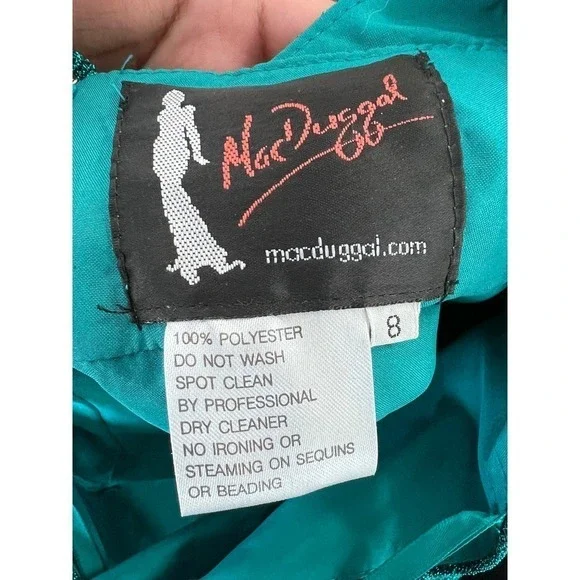 MacDuggal
macduggal.com
8
100% POLYESTER
DO NOT WASH
SPOT CLEAN
BY PROFESSIONAL
DRY CLEANER
NO IRONING OR
STEAMING ON SEQUINS
OR BEADING